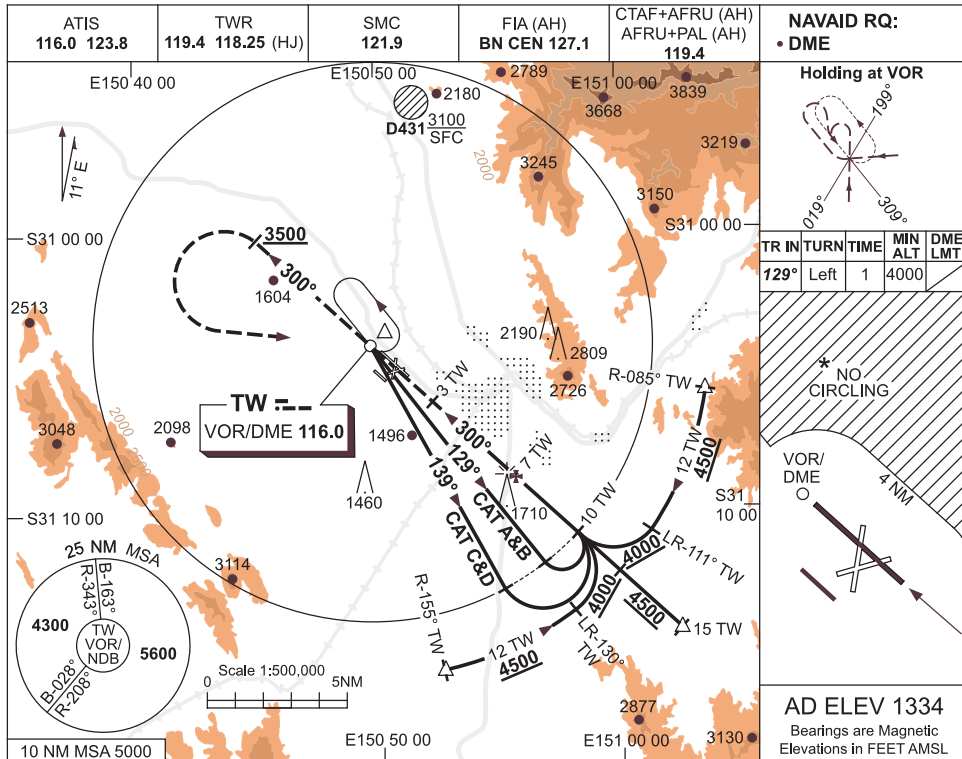 ATIS
116.0 123.8
TWR
119.4 118.25 (HJ)
SMC
121.9
FIA (AH)
BN CEN 127.1
CTAF+AFRU (AH)
AFRU+PAL (AH)
119.4
NAVAID RQ:
• DME
E150 40 00
E150 50 00
E151 00 00
2789
3839
3668
2180
D431 3100
SFC
3219
2000
3245
3150
11° E
S31 00 00
S31 00 00
3500
300°
1604
2513
2190
2809
2726
R-085° TW
3 TW
TW
VOR/DME 116.0
300°
7 TW
12 TW
4500
3048
2098
2000
2500
1496
1460
129° CAT A&B
139° CAT C&D
1710
10 TW
S31
10 00
S31 10 00
LR-111° TW
4000
4000
4500
15 TW
3114
R-155° TW
12 TW
4500
LR-130°
TW
25 NM MSA
R-343°
B-163°
4300
TW
VOR/
NDB
5600
B-028°
R-208°
Scale 1:500,000
0 5NM
2877
3130
10 NM MSA 5000
E150 50 00
E151 00 00
Holding at VOR
199°
019°
309°
TR IN TURN TIME MIN ALT DME LMT
129° Left 1 4000
* NO
CIRCLING
VOR/
DME
4 NM
AD ELEV 1334
Bearings are Magnetic
Elevations in FEET AMSL